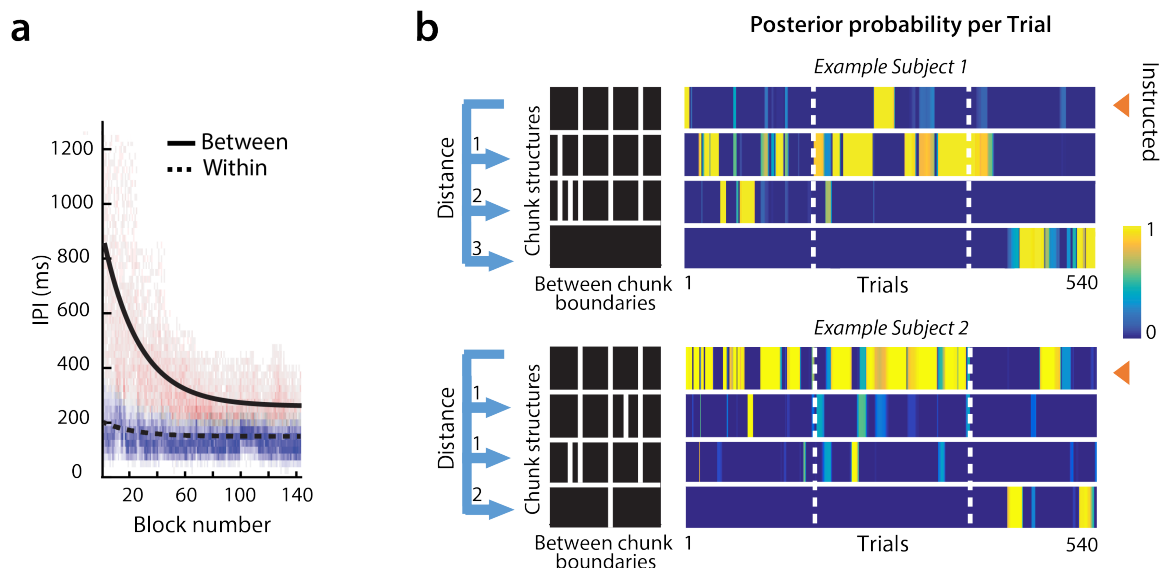 a
1200
1000
800
600
400
200
0
IPI (ms)
20
60
100
140
Block number
Between
Within
b
Posterior probability per Trial
Example Subject 1
Distance
1
2
3
Chunk structures
Between chunk
boundaries
1
Trials
540
Instructed
1
0
Example Subject 2
Distance
1
1
2
Chunk structures
Between chunk
boundaries
1
Trials
540